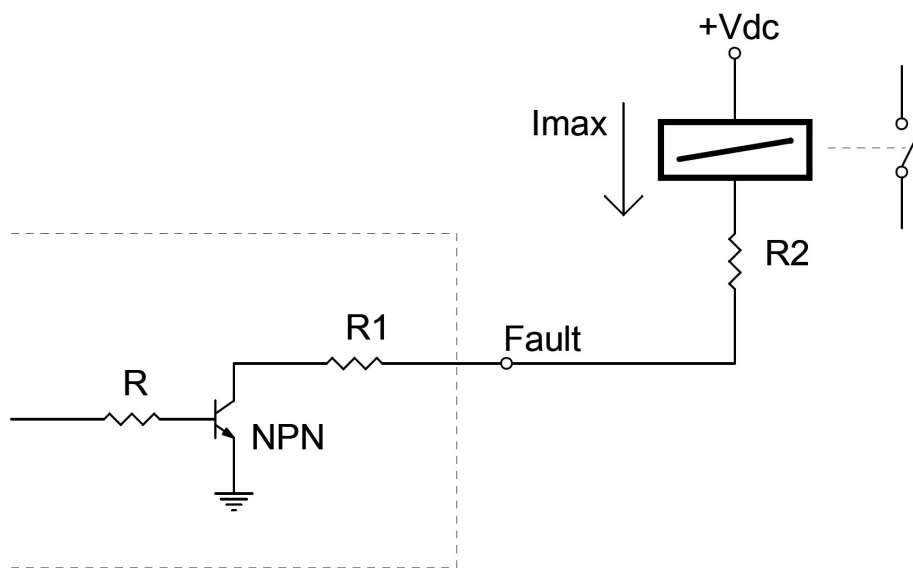 +Vdc
Imax
R2
R1
Fault
R
NPN